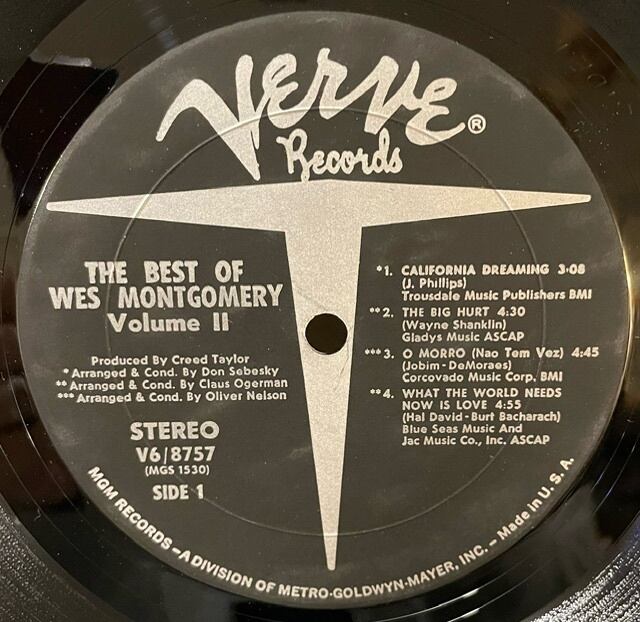 VERVE®
Records
THE BEST OF
WES MONTGOMERY
Volume II
Produced By Creed Taylor
* Arranged & Cond. By Don Sebesky
** Arranged & Cond. By Claus Ogerman
*** Arranged & Cond. By Oliver Nelson
STEREO
V6/8757
(MGS 1530)
SIDE 1
*1. CALIFORNIA DREAMING 3:08
(J. Phillips)
Trousdale Music Publishers BMI
**2. THE BIG HURT 4:30
(Wayne Shanklin)
Gladys Music ASCAP
***3. O MORRO (Nao Tem Vez) 4:45
(Jobim-DeMoraes)
Corcovado Music Corp. BMI
**4. WHAT THE WORLD NEEDS
NOW IS LOVE 4:55
(Hal David-Burt Bacharach)
Blue Seas Music And
Jac Music Co., Inc. ASCAP
MGM RECORDS—A DIVISION OF METRO-GOLDWYN-MAYER, INC.—Made in U. S. A.